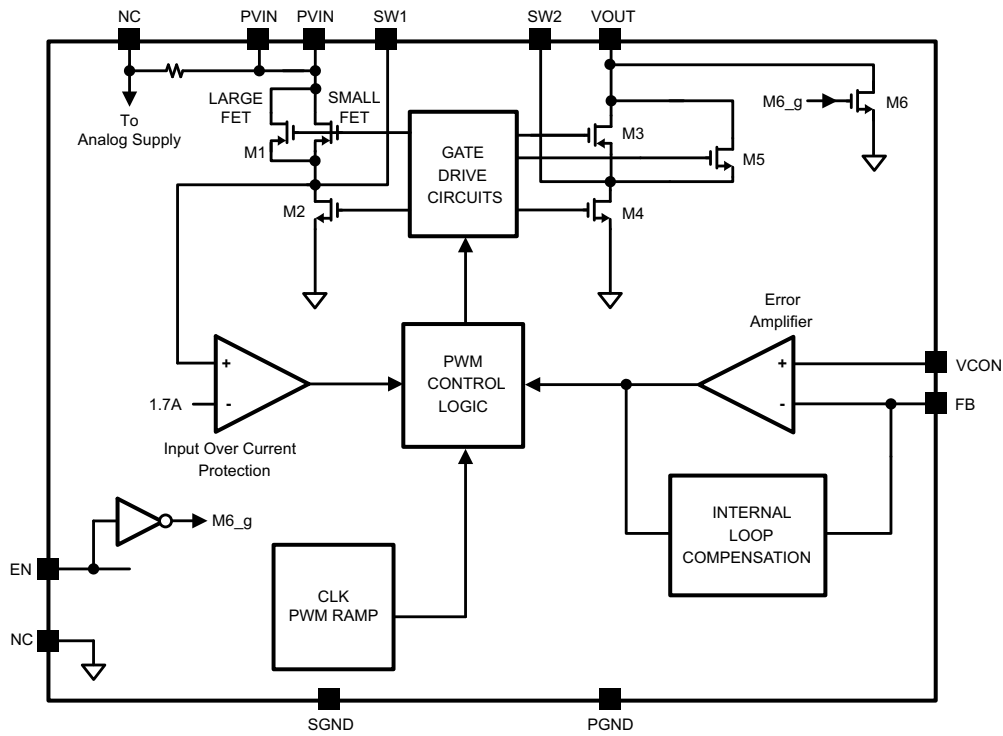 NC
PVIN
PVIN
SW1
SW2
VOUT
To
Analog Supply
LARGE
FET
SMALL
FET
M1
M2
GATE
DRIVE
CIRCUITS
M3
M5
M4
M6_g
M6
+
-
1.7A
Input Over Current
Protection
PWM
CONTROL
LOGIC
Error
Amplifier
+
-
VCON
FB
INTERNAL
LOOP
COMPENSATION
M6_g
EN
NC
CLK
PWM RAMP
SGND
PGND